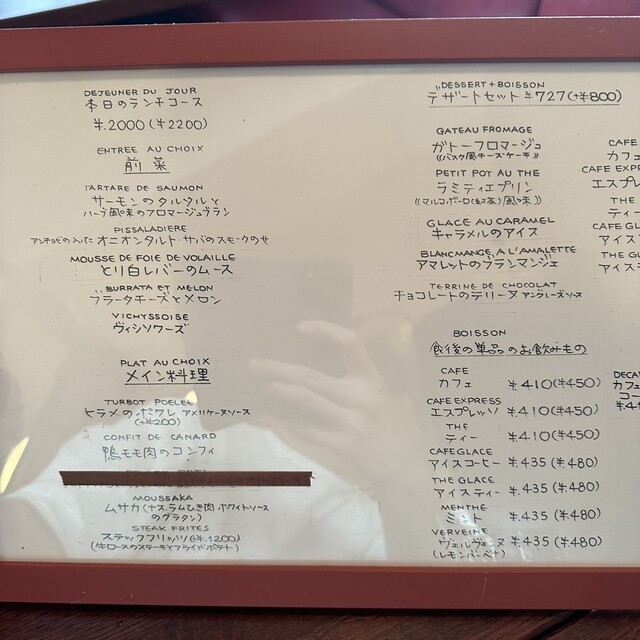 DEJEUNER DU JOUR
本日のランチコース
¥.2000(¥2200)
ENTREE AU CHOIX
前菜
TARTARE DE SAUMON
サーモンのタルタルと
ハーブ風味のフロマージュブラン
PISSALADIERE
アンチョビの入った オニオンタルト・サバのスモークのせ
MOUSSE DE FOIE DE VOLAILLE
とり白レバーのムース
BURRATA ET MELON
ブラータチーズとメロン
VICHYSSOISE
ヴィシソワーズ
PLAT AU CHOIX
メイン料理
TURBOT POELEE
ヒラメのポワレ アメリケーヌソース
(+¥200)
CONFIT DE CANARD
鴨モモ肉のコンフィ
MOUSSAKA
ムサカ(ナス、ラムひき肉 ホワイトソース
のグラタン)
STEAK FRITES
ステックフリッツ(+¥.1200)
(牛ロースのステーキとフライドポテト)
DESSERT+BOISSON
デザートセット ¥727(+¥800)
GATEAU FROMAGE
ガトーフロマージュ
((バスク風チーズケーキ))
PETIT POT AU THE
ラミティエプリン
((マルコポーロ(紅茶)風味))
GLACE AU CARAMEL
キャラメルのアイス
BLANCMANGE A L'AMALETTE
アマレットのブランマンジェ
TERRINE DE CHOCOLAT
チョコレートのテリーヌ アングレーズソース
BOISSON
食後の単品のお飲みもの
CAFE
カフェ ¥.410(¥450)
CAFE EXPRESS
エスプレッソ ¥.410(¥450)
THE
ティー ¥.410(¥450)
CAFE GLACE
アイスコーヒー ¥.435(¥.480)
THE GLACE
アイスティー ¥.435(¥.480)
MENTHE
ミント ¥.435(¥.480)
VERVEINE
ヴェルヴェンヌ ¥.435(¥.480)
(レモンバーベナ)
CAFE
カフェ
CAFE EXPR
エスプレ
THE
ティ
CAFE GL
アイス
THE G
アイス
DECA
カフェ
コー